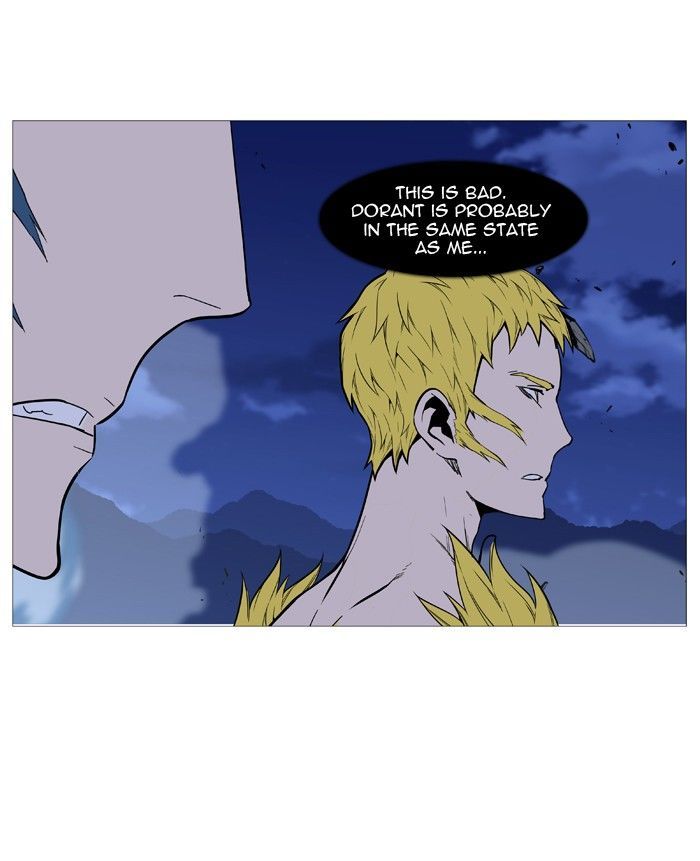 THIS IS BAD.
DORANT IS PROBABLY
IN THE SAME STATE
AS ME...